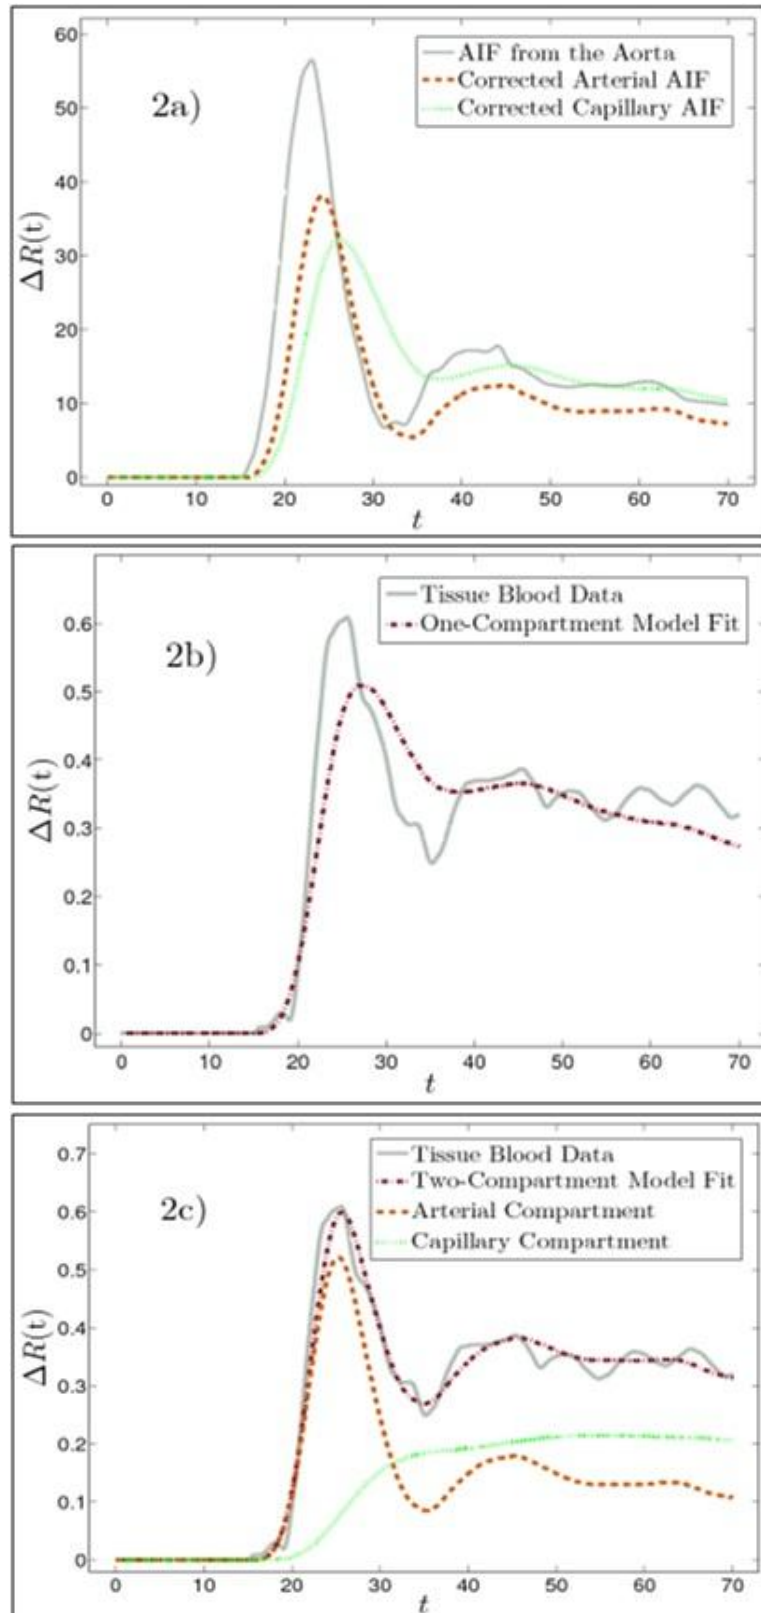 60
50
40
30
20
10
0
ΔR(t)
2a)
AIF from the Aorta
Corrected Arterial AIF
Corrected Capillary AIF
0 10 20 30 40 50 60 70
t
0.6
0.5
0.4
0.3
0.2
0.1
0
ΔR(t)
2b)
Tissue Blood Data
One-Compartment Model Fit
0 10 20 30 40 50 60 70
t
0.7
0.6
0.5
0.4
0.3
0.2
0.1
0
ΔR(t)
2c)
Tissue Blood Data
Two-Compartment Model Fit
Arterial Compartment
Capillary Compartment
0 10 20 30 40 50 60 70
t